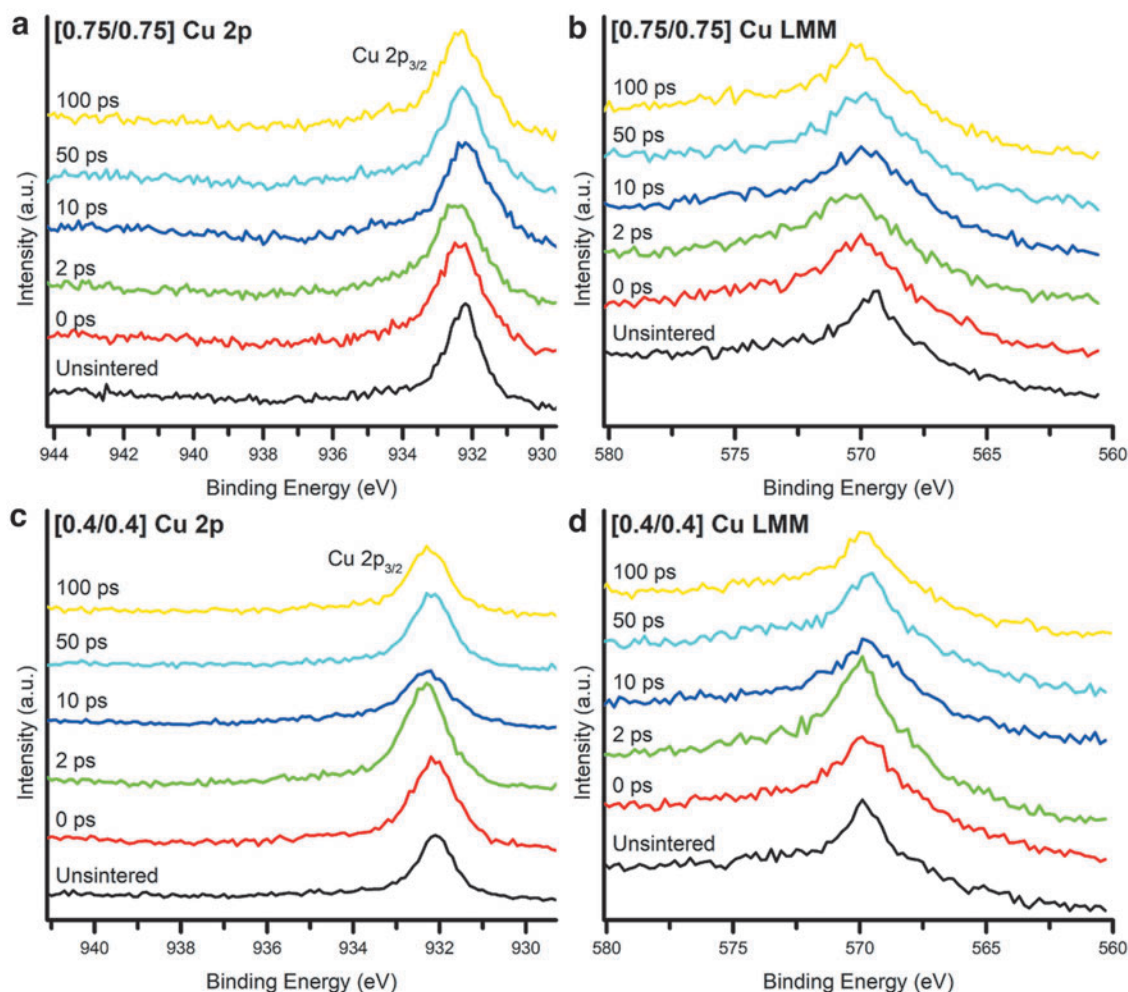 a
[0.75/0.75] Cu 2p
Cu 2p3/2
100 ps
50 ps
10 ps
2 ps
0 ps
Unsintered
Intensity (a.u.)
944 942 940 938 936 934 932 930
Binding Energy (eV)
b
[0.75/0.75] Cu LMM
100 ps
50 ps
10 ps
2 ps
0 ps
Unsintered
Intensity (a.u.)
580 575 570 565 560
Binding Energy (eV)
c
[0.4/0.4] Cu 2p
Cu 2p3/2
100 ps
50 ps
10 ps
2 ps
0 ps
Unsintered
Intensity (a.u.)
940 938 936 934 932 930
Binding Energy (eV)
d
[0.4/0.4] Cu LMM
100 ps
50 ps
10 ps
2 ps
0 ps
Unsintered
Intensity (a.u.)
580 575 570 565 560
Binding Energy (eV)